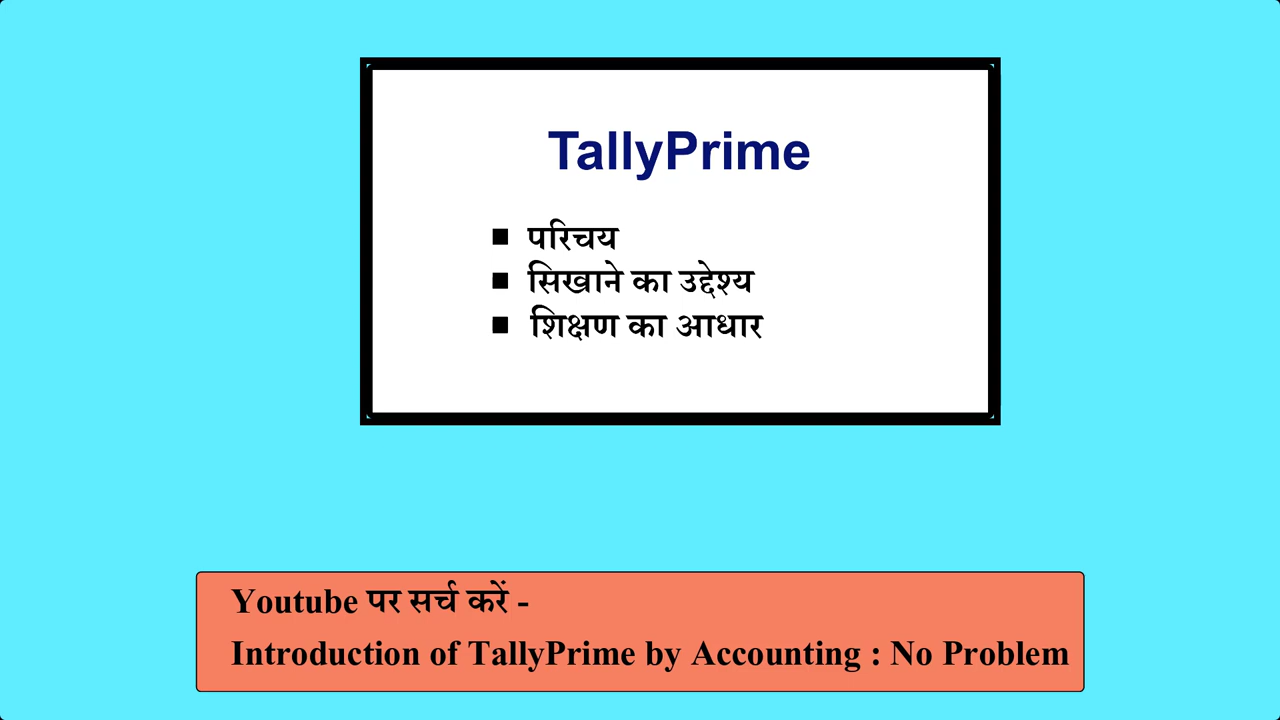 TallyPrime
▪ परिचय
▪ सिखाने का उद्देश्य
▪ शिक्षण का आधार
Youtube पर सर्च करें -
Introduction of TallyPrime by Accounting : No Problem